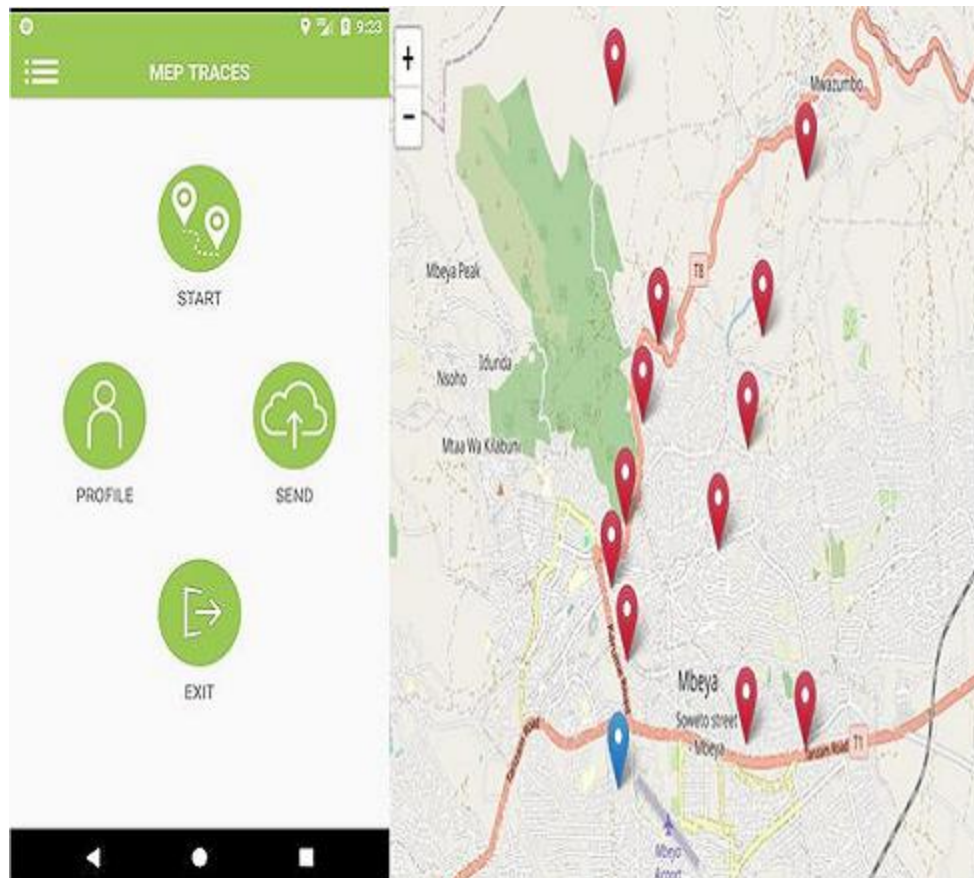 9:23
MEP TRACES
START
PROFILE
SEND
EXIT
+
−
Mwazumbo
T8
Mbeya Peak
Idunda
Nsoho
Mtaa Wa Kilabuni
Mbeya
Soweto street
- Mbeya
T1
Mbeya
Airport